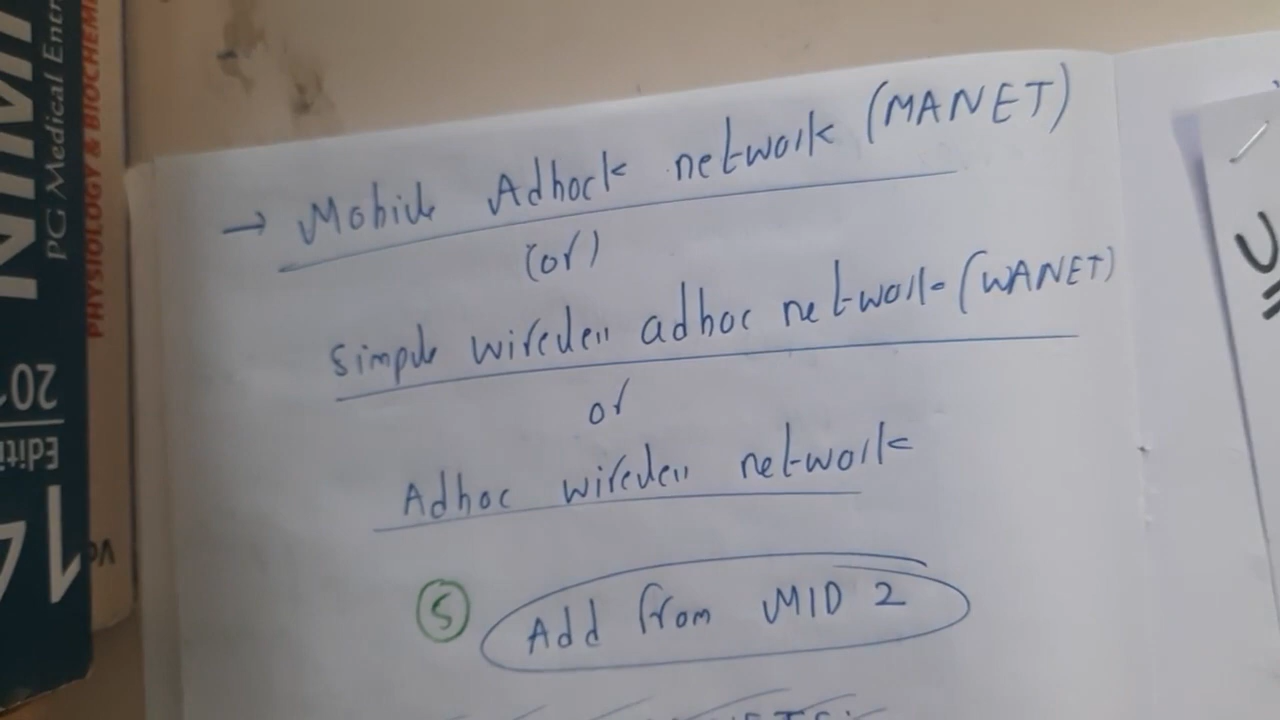 → Mobile Adhock network (MANET)
(or)
simple wireless adhoc network (WANET)
or
Adhoc wireless network
5 Add from MID 2
PG Medical Entr
PHYSIOLOGY & BIOCHEMI
Editi